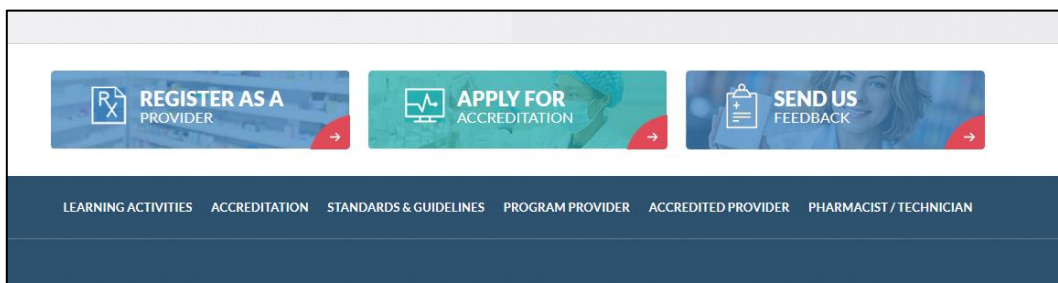 REGISTER AS A
PROVIDER
APPLY FOR
ACCREDITATION
SEND US
FEEDBACK
LEARNING ACTIVITIES ACCREDITATION STANDARDS & GUIDELINES PROGRAM PROVIDER ACCREDITED PROVIDER PHARMACIST / TECHNICIAN